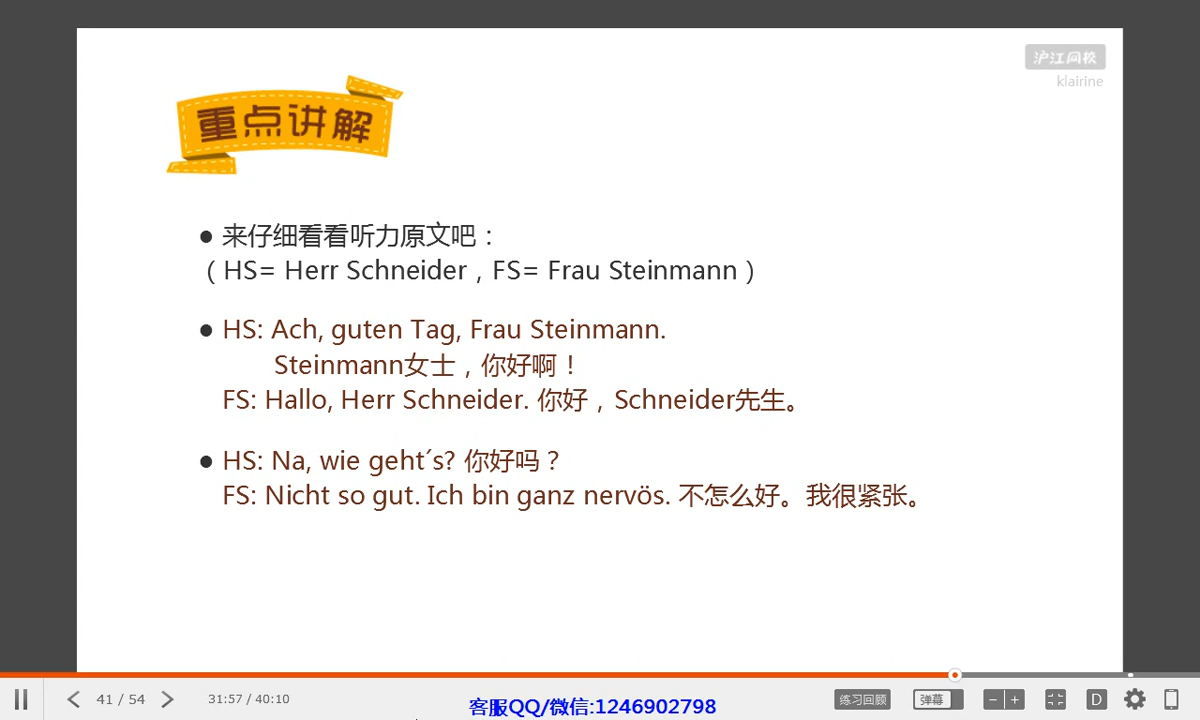 沪江网校
klairine
重点讲解
● 来仔细看看听力原文吧：
（HS= Herr Schneider，FS= Frau Steinmann）
● HS: Ach, guten Tag, Frau Steinmann.
Steinmann女士，你好啊！
FS: Hallo, Herr Schneider. 你好，Schneider先生。
● HS: Na, wie geht´s? 你好吗？
FS: Nicht so gut. Ich bin ganz nervös. 不怎么好。我很紧张。
41 / 54 31:57 / 40:10 客服QQ/微信:1246902798 练习回顾 弹幕 − + D